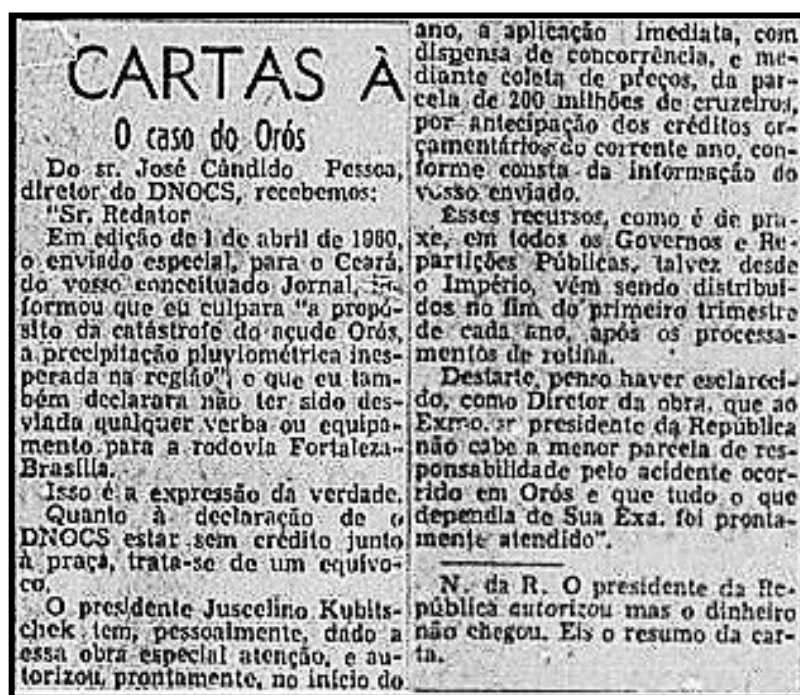 CARTAS À
O caso do Orós
Do sr. José Cândido Pessoa,
diretor do DNOCS, recebemos:
"Sr. Redator
Em edição de 1 de abril de 1960,
o enviado especial, para o Ceará,
do vosso conceituado Jornal, in-
formou que eu culpara "a propó-
sito da catástrofe do açude Orós,
a precipitação pluviométrica ines-
perada na região", e que eu tam-
bém declarara não ter sido des-
viada qualquer verba ou equipa-
mento para a rodovia Fortaleza-
Brasília.
Isso é a expressão da verdade.
Quanto à declaração de o
DNOCS estar sem crédito junto
à praça, trata-se de um equívo-
co.
O presidente Juscelino Kubits-
chek tem, pessoalmente, dado a
essa obra especial atenção, e au-
torizou, prontamente, no início do
ano, a aplicação imediata, com
dispensa de concorrência, e me-
diante coleta de preços, da par-
cela de 200 milhões de cruzeiros,
por antecipação dos créditos or-
çamentários do corrente ano, con-
forme consta da informação do
vosso enviado.
Esses recursos, como é de pra-
xe, em todos os Governos e Re-
partições Públicas, talvez desde
o Império, vêm sendo distribuí-
dos no fim do primeiro trimestre
de cada ano, após os processa-
mentos de rotina.
Destarte, penso haver esclareci-
do, como Diretor da obra, que ao
Exmo. sr presidente da República
não cabe a menor parcela de res-
ponsabilidade pelo acidente ocor-
rido em Orós e que tudo o que
dependia de Sua Exa. foi pronta-
mente atendido".
N. da R. O presidente da Re-
pública autorizou mas o dinheiro
não chegou. Eis o resumo da car-
ta.